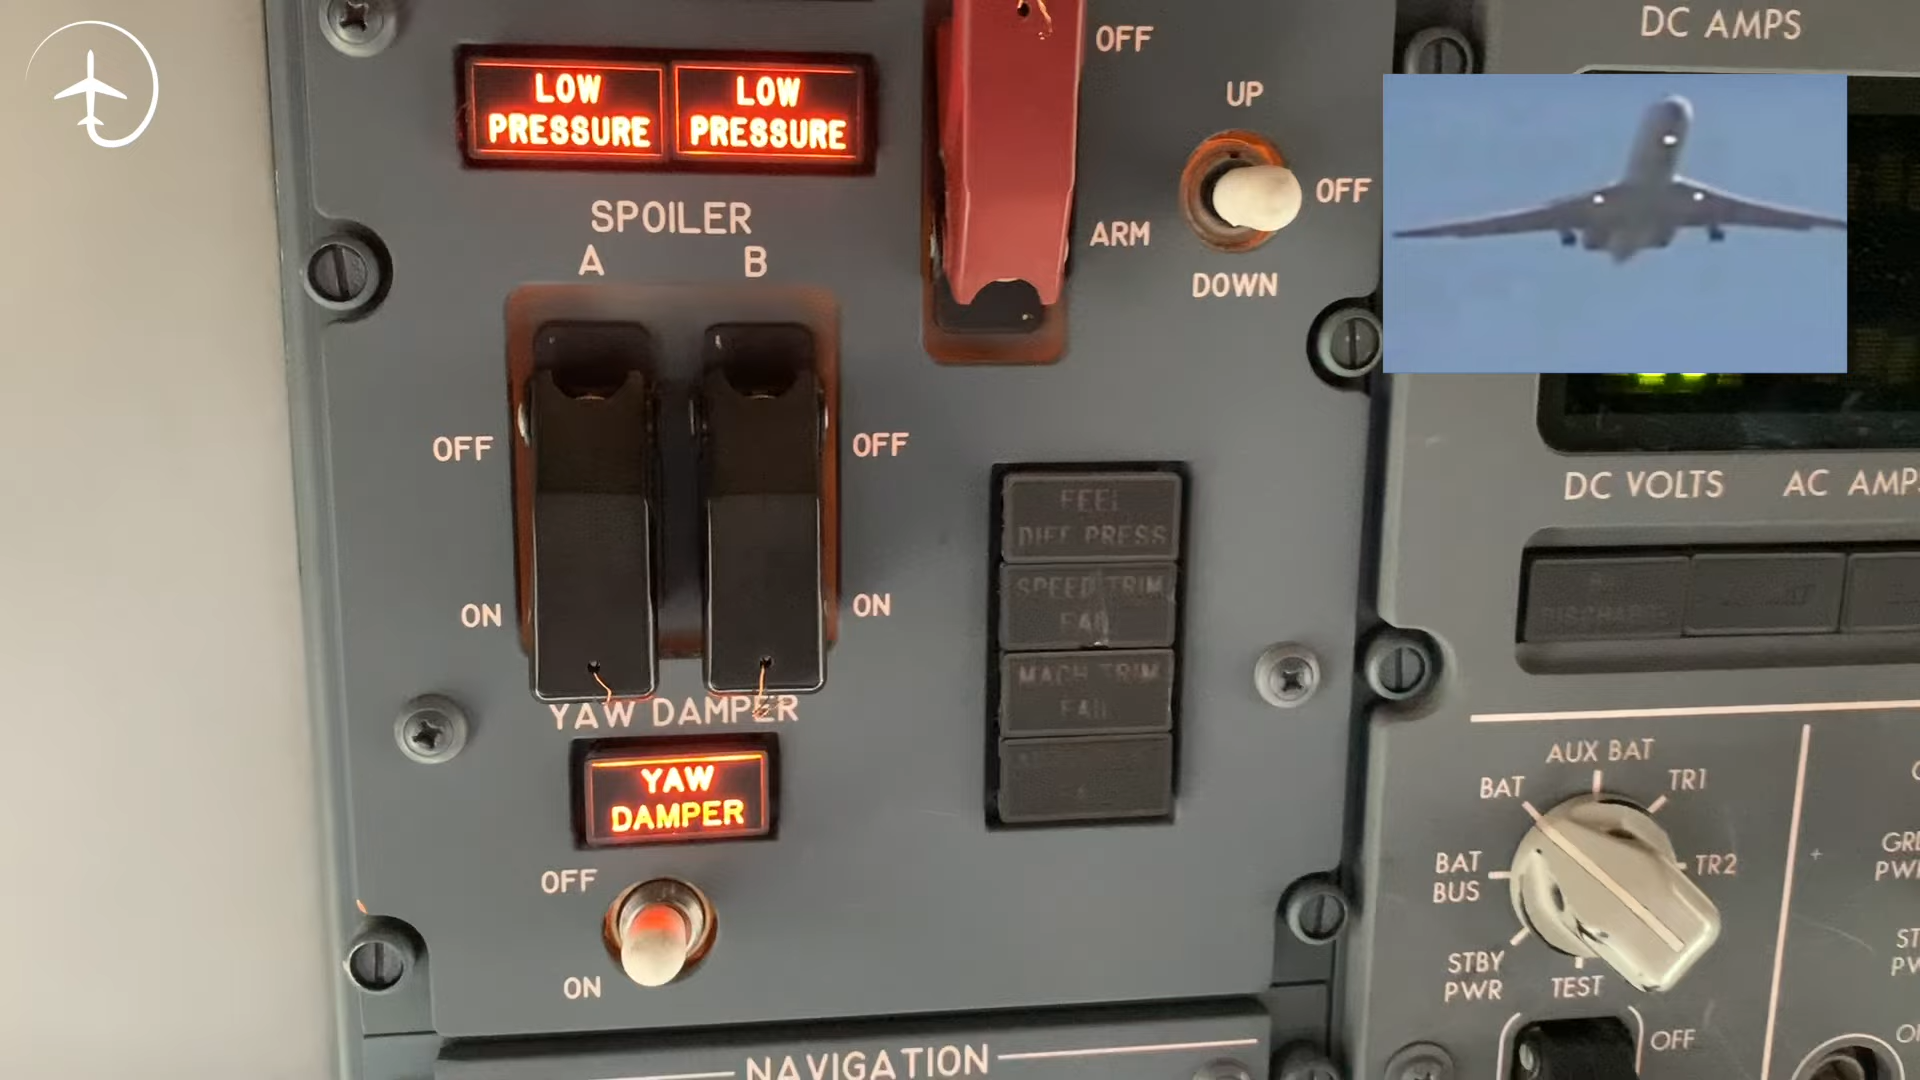 DC AMPS
OFF
UP
LOW PRESSURE
LOW PRESSURE
OFF
ARM
DOWN
SPOILER
A B
OFF OFF
DC VOLTS AC AMPS
FEEL
DIFF PRESS
ON ON
SPEED TRIM
FAIL
MACH TRIM
FAIL
YAW DAMPER
YAW
DAMPER
OFF
ON
AUX BAT
BAT
TR1
BAT
BUS
TR2
STBY
PWR
TEST
OFF
NAVIGATION